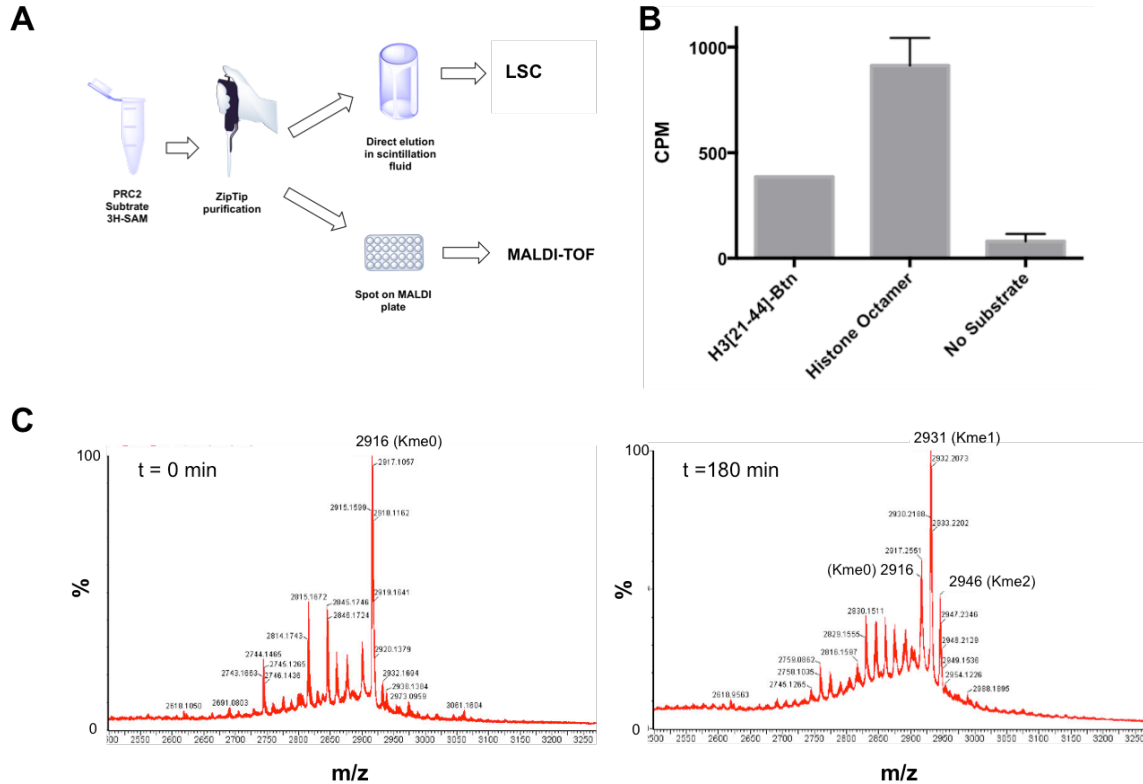 A
PRC2
Subtrate
3H-SAM
ZipTip
purification
Direct elution
in scintillation
fluid
LSC
Spot on MALDI
plate
MALDI-TOF
B
CPM
1000
500
0
H3[21-44]-Btn
Histone Octamer
No Substrate
C
t = 0 min
2916 (Kme0)
100
%
0
2917.1057
2915.1599
2918.1162
2919.1641
2920.1379
2815.1672
2845.1746
2846.1724
2814.1743
2744.1465
2745.1265
2743.1663
2746.1436
2618.1050
2691.0803
2932.1694
2938.1384
2973.0959
3061.1604
2550
2600
2650
2700
2750
2800
2850
2900
2950
3000
3050
3100
3150
3200
3250
m/z
t =180 min
2931 (Kme1)
100
%
0
2932.2073
2930.2188
2933.2202
2917.2551
(Kme0) 2916
2946 (Kme2)
2947.2346
2948.2139
2949.1536
2954.1226
2988.1895
2830.1511
2829.1555
2816.1597
2759.0862
2758.1035
2745.1265
2618.9563
2500
2550
2600
2650
2700
2750
2800
2850
2900
2950
3000
3050
3100
3150
3200
3250
m/z